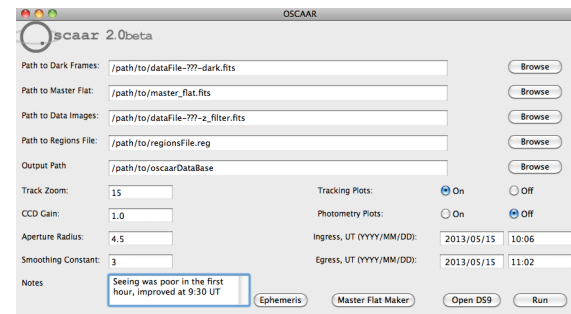 OSCAAR
Oscaar 2.0beta
Path to Dark Frames: /path/to/dataFile-???-dark.fits Browse
Path to Master Flat: /path/to/master_flat.fits Browse
Path to Data Images: /path/to/dataFile-???-z_filter.fits Browse
Path to Regions File: /path/to/regionsFile.reg Browse
Output Path /path/to/oscaarDataBase Browse
Track Zoom: 15 Tracking Plots: On Off
CCD Gain: 1.0 Photometry Plots: On Off
Aperture Radius: 4.5 Ingress, UT (YYYY/MM/DD): 2013/05/15 10:06
Smoothing Constant: 3 Egress, UT (YYYY/MM/DD): 2013/05/15 11:02
Notes Seeing was poor in the first
hour, improved at 9:30 UT
Ephemeris Master Flat Maker Open DS9 Run